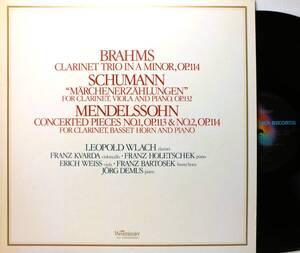 BRAHMS
CLARINET TRIO IN A MINOR, OP.114
SCHUMANN
"MÄRCHENERZÄHLUNGEN"
FOR CLARINET, VIOLA AND PIANO, OP.132
MENDELSSOHN
CONCERTED PIECES NO.1, OP.113 & NO.2, OP.114
FOR CLARINET, BASSET HORN AND PIANO
LEOPOLD WLACH clarinet
FRANZ KVARDA violoncello · FRANZ HOLETSCHEK piano
ERICH WEISS viola · FRANZ BARTOSEK basset horn
JÖRG DEMUS piano
Westminster
RECORDS